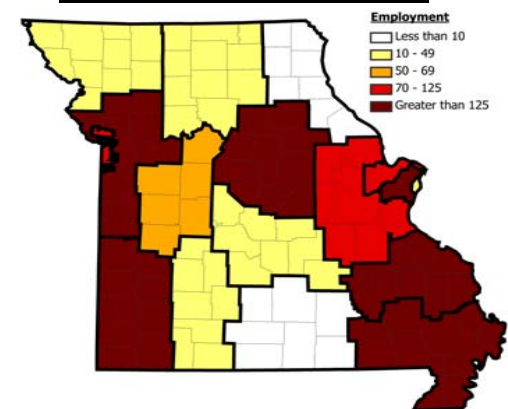 Employment
Less than 10
10 - 49
50 - 69
70 - 125
Greater than 125